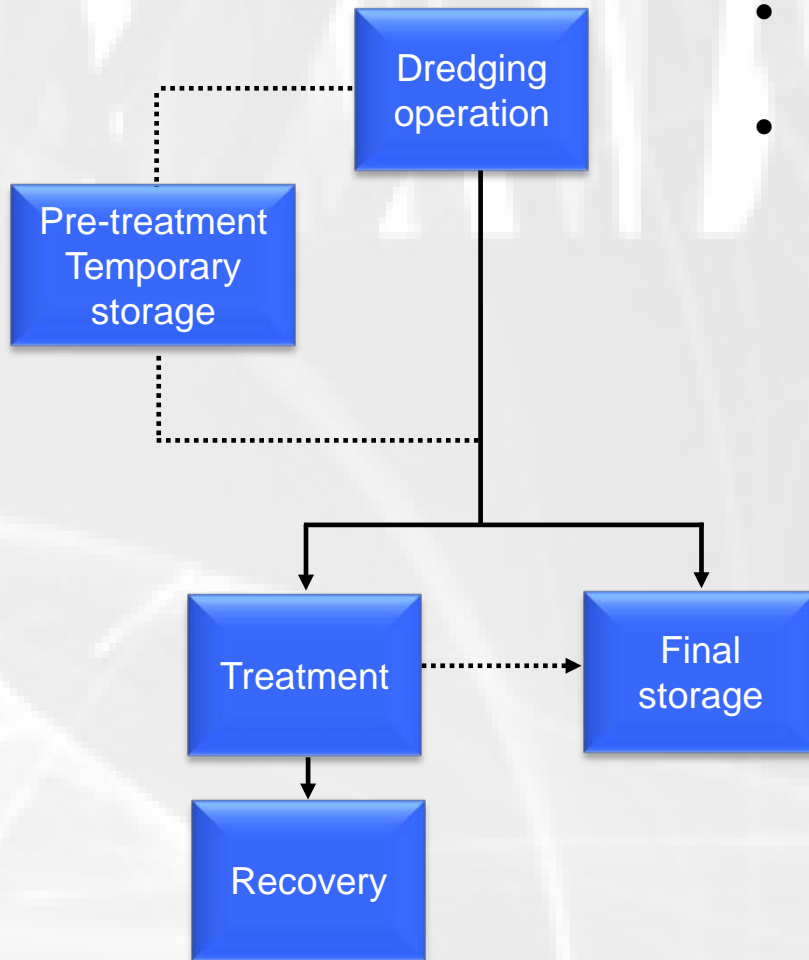 Dredging
operation
Pre-treatment
Temporary
storage
Treatment
Final
storage
Recovery